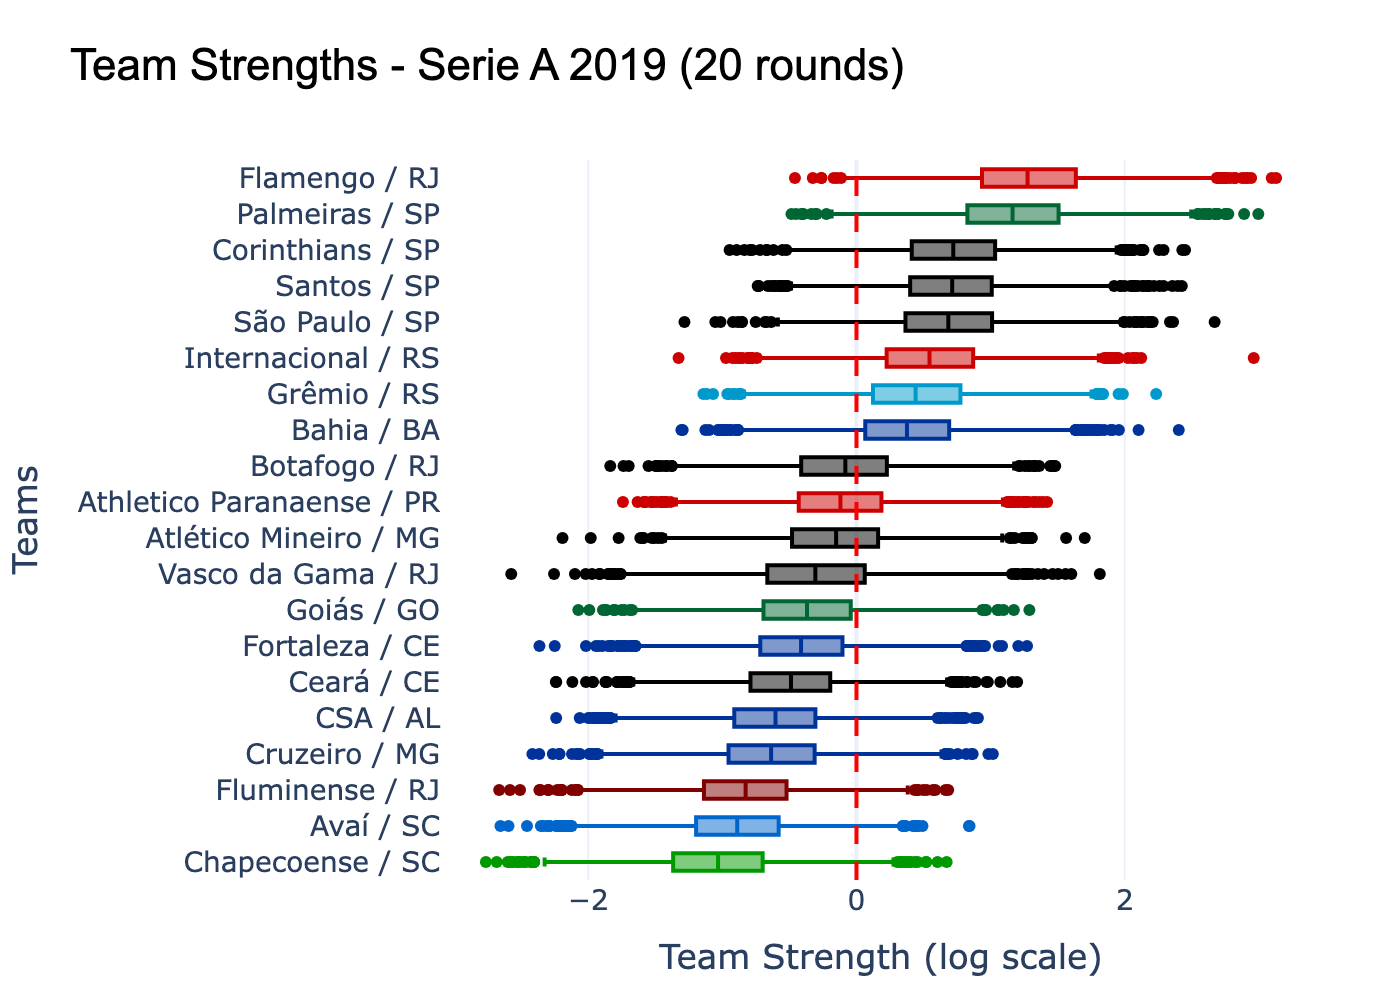 Team Strengths - Serie A 2019 (20 rounds)
Flamengo / RJ
Palmeiras / SP
Corinthians / SP
Santos / SP
São Paulo / SP
Internacional / RS
Grêmio / RS
Bahia / BA
Botafogo / RJ
Athletico Paranaense / PR
Atlético Mineiro / MG
Vasco da Gama / RJ
Goiás / GO
Fortaleza / CE
Ceará / CE
CSA / AL
Cruzeiro / MG
Fluminense / RJ
Avaí / SC
Chapecoense / SC
Teams
−2 0 2
Team Strength (log scale)